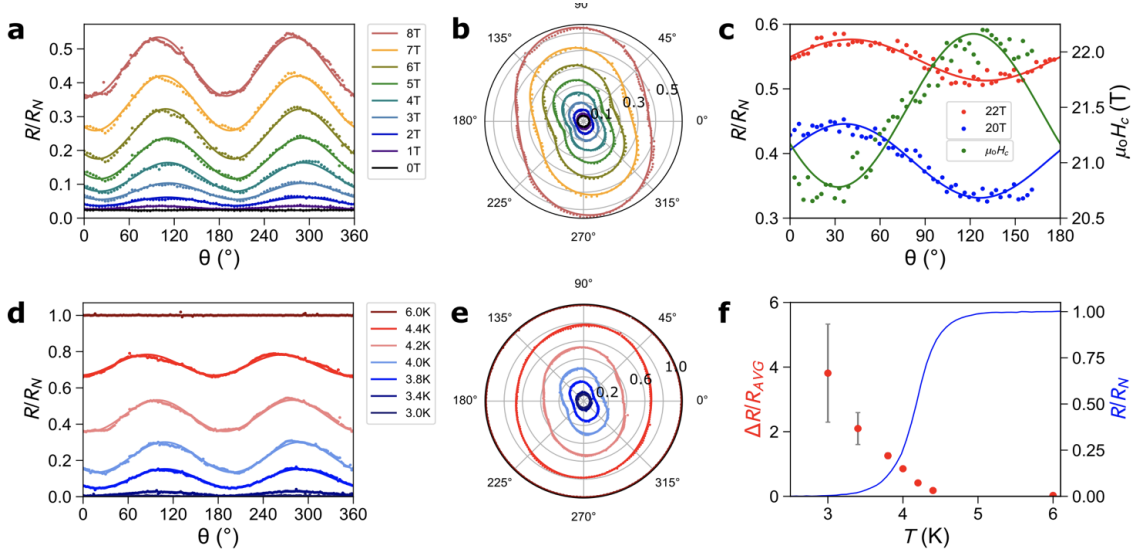 a
R/R_N
0.5
0.4
0.3
0.2
0.1
0.0
0 60 120 180 240 300 360
θ (°)
8T
7T
6T
5T
4T
3T
2T
1T
0T
b
90°
135° 45°
180° 0°
225° 315°
270°
0.1 0.3 0.5
c
R/R_N
0.6
0.5
0.4
0.3
0 30 60 90 120 150 180
θ (°)
22T
20T
μ₀H_c
22.0
21.5
21.0
20.5
μ₀H_c (T)
d
R/R_N
1.0
0.8
0.6
0.4
0.2
0.0
0 60 120 180 240 300 360
θ (°)
6.0K
4.4K
4.2K
4.0K
3.8K
3.4K
3.0K
e
90°
135° 45°
180° 0°
225° 315°
270°
0.2 0.6 1.0
f
ΔR/R_AVG
6
4
2
0
3 4 5 6
T (K)
1.00
0.75
0.50
0.25
0.00
R/R_N